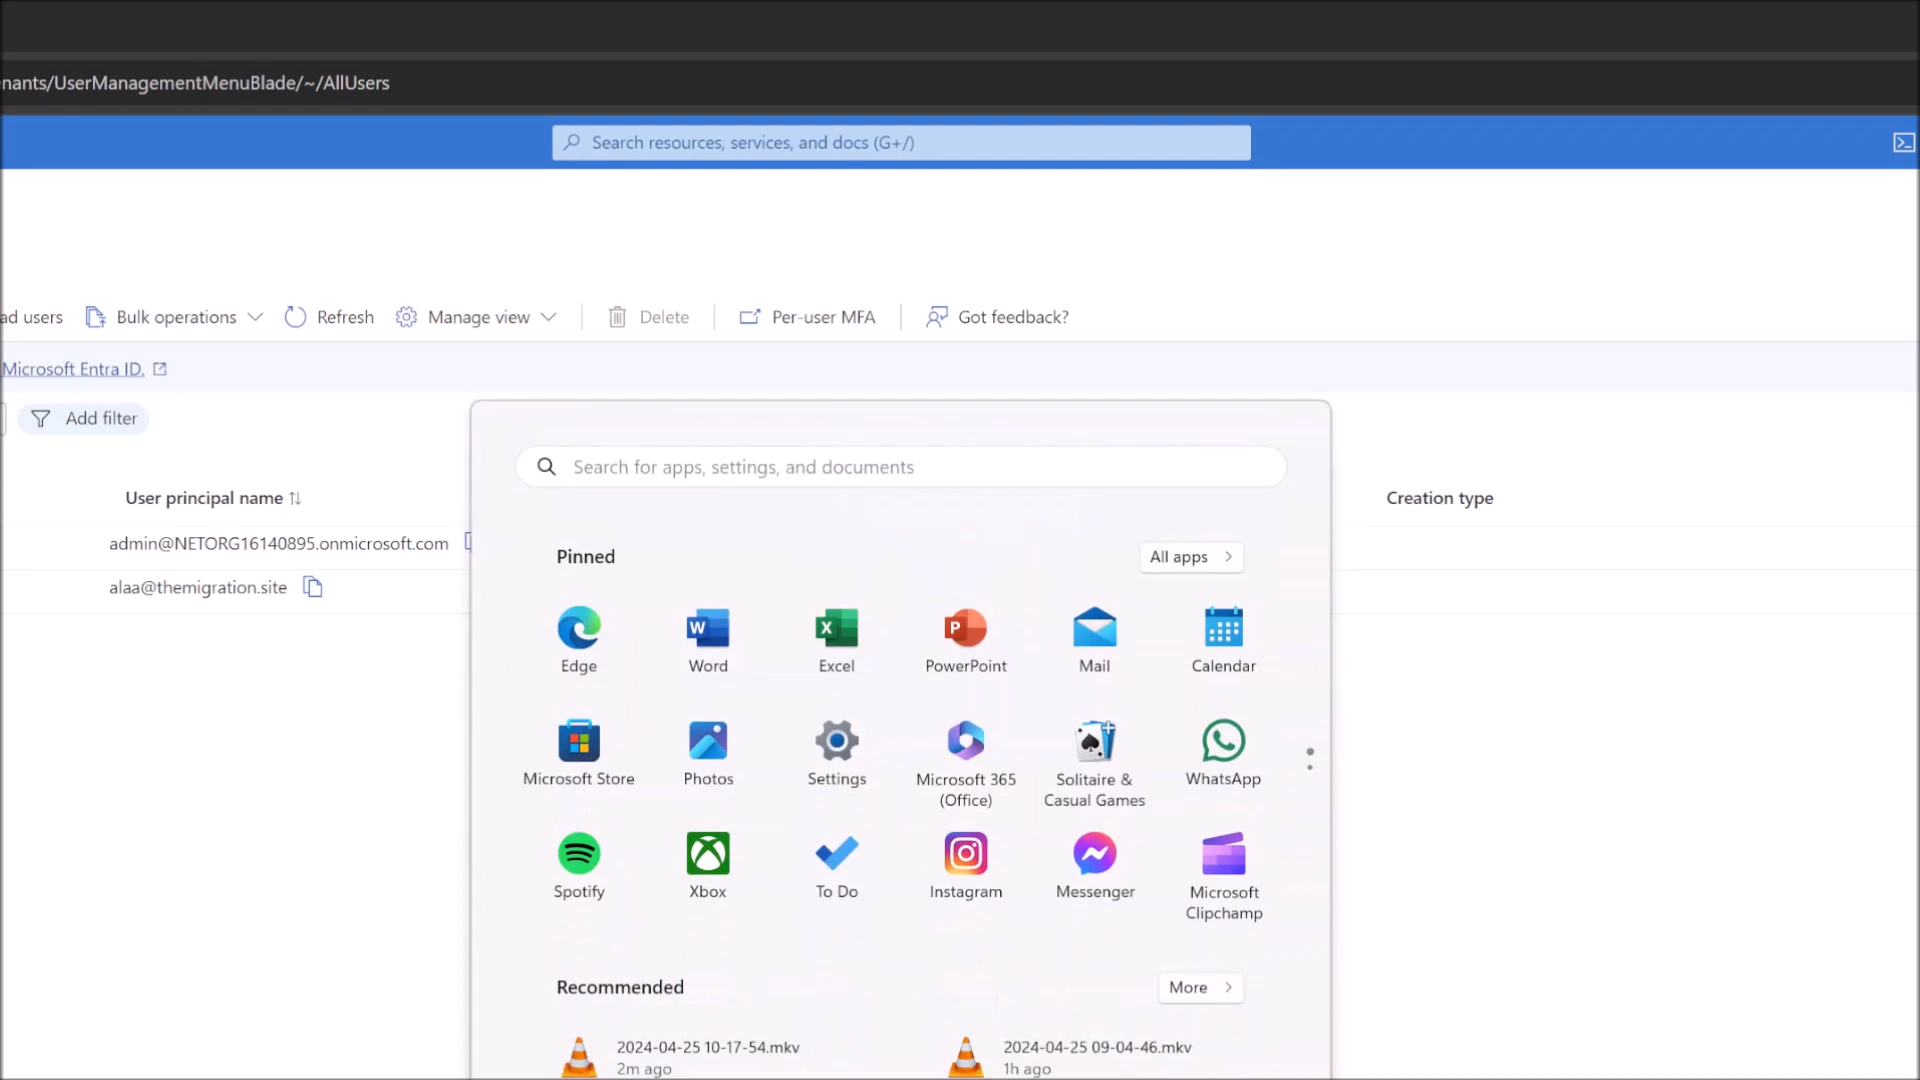 nants/UserManagementMenuBlade/~/AllUsers
Search resources, services, and docs (G+/)
ad users Bulk operations Refresh Manage view Delete Per-user MFA Got feedback?
Microsoft Entra ID.
Add filter
Search for apps, settings, and documents
User principal name Creation type
admin@NETORG16140895.onmicrosoft.com
alaa@themigration.site
Pinned All apps
Edge Word Excel PowerPoint Mail Calendar
Microsoft Store Photos Settings Microsoft 365 (Office) Solitaire & Casual Games WhatsApp
Spotify Xbox To Do Instagram Messenger Microsoft Clipchamp
Recommended More
2024-04-25 10-17-54.mkv 2024-04-25 09-04-46.mkv
2m ago 1h ago